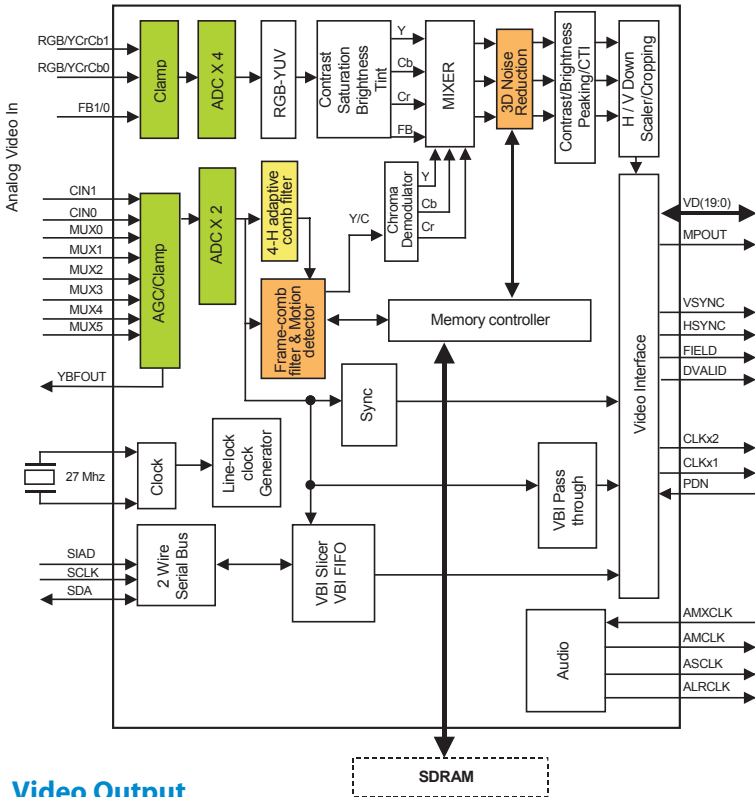 Analog Video In
RGB/YCrCb1
RGB/YCrCb0
FB1/0
Clamp
ADC X 4
RGB-YUV
Contrast
Saturation
Brightness
Tint
Y
Cb
Cr
FB
MIXER
3D Noise
Reduction
Contrast/Brightness
Peaking/CTI
H / V Down
Scaler/Cropping
CIN1
CIN0
MUX0
MUX1
MUX2
MUX3
MUX4
MUX5
YBFOUT
AGC/Clamp
ADC X 2
4-H adaptive
comb filter
Frame-comb
filter & Motion
detector
Y/C
Chroma
Demodulator
Y
Cb
Cr
Memory controller
Sync
Video Interface
VD(19:0)
MPOUT
VSYNC
HSYNC
FIELD
DVALID
CLKx2
CLKx1
PDN
27 Mhz
Clock
Line-lock
clock
Generator
VBI Pass
through
SIAD
SCLK
SDA
2 Wire
Serial Bus
VBI Slicer
VBI FIFO
Audio
AMXCLK
AMCLK
ASCLK
ALRCLK
SDRAM
Video Output